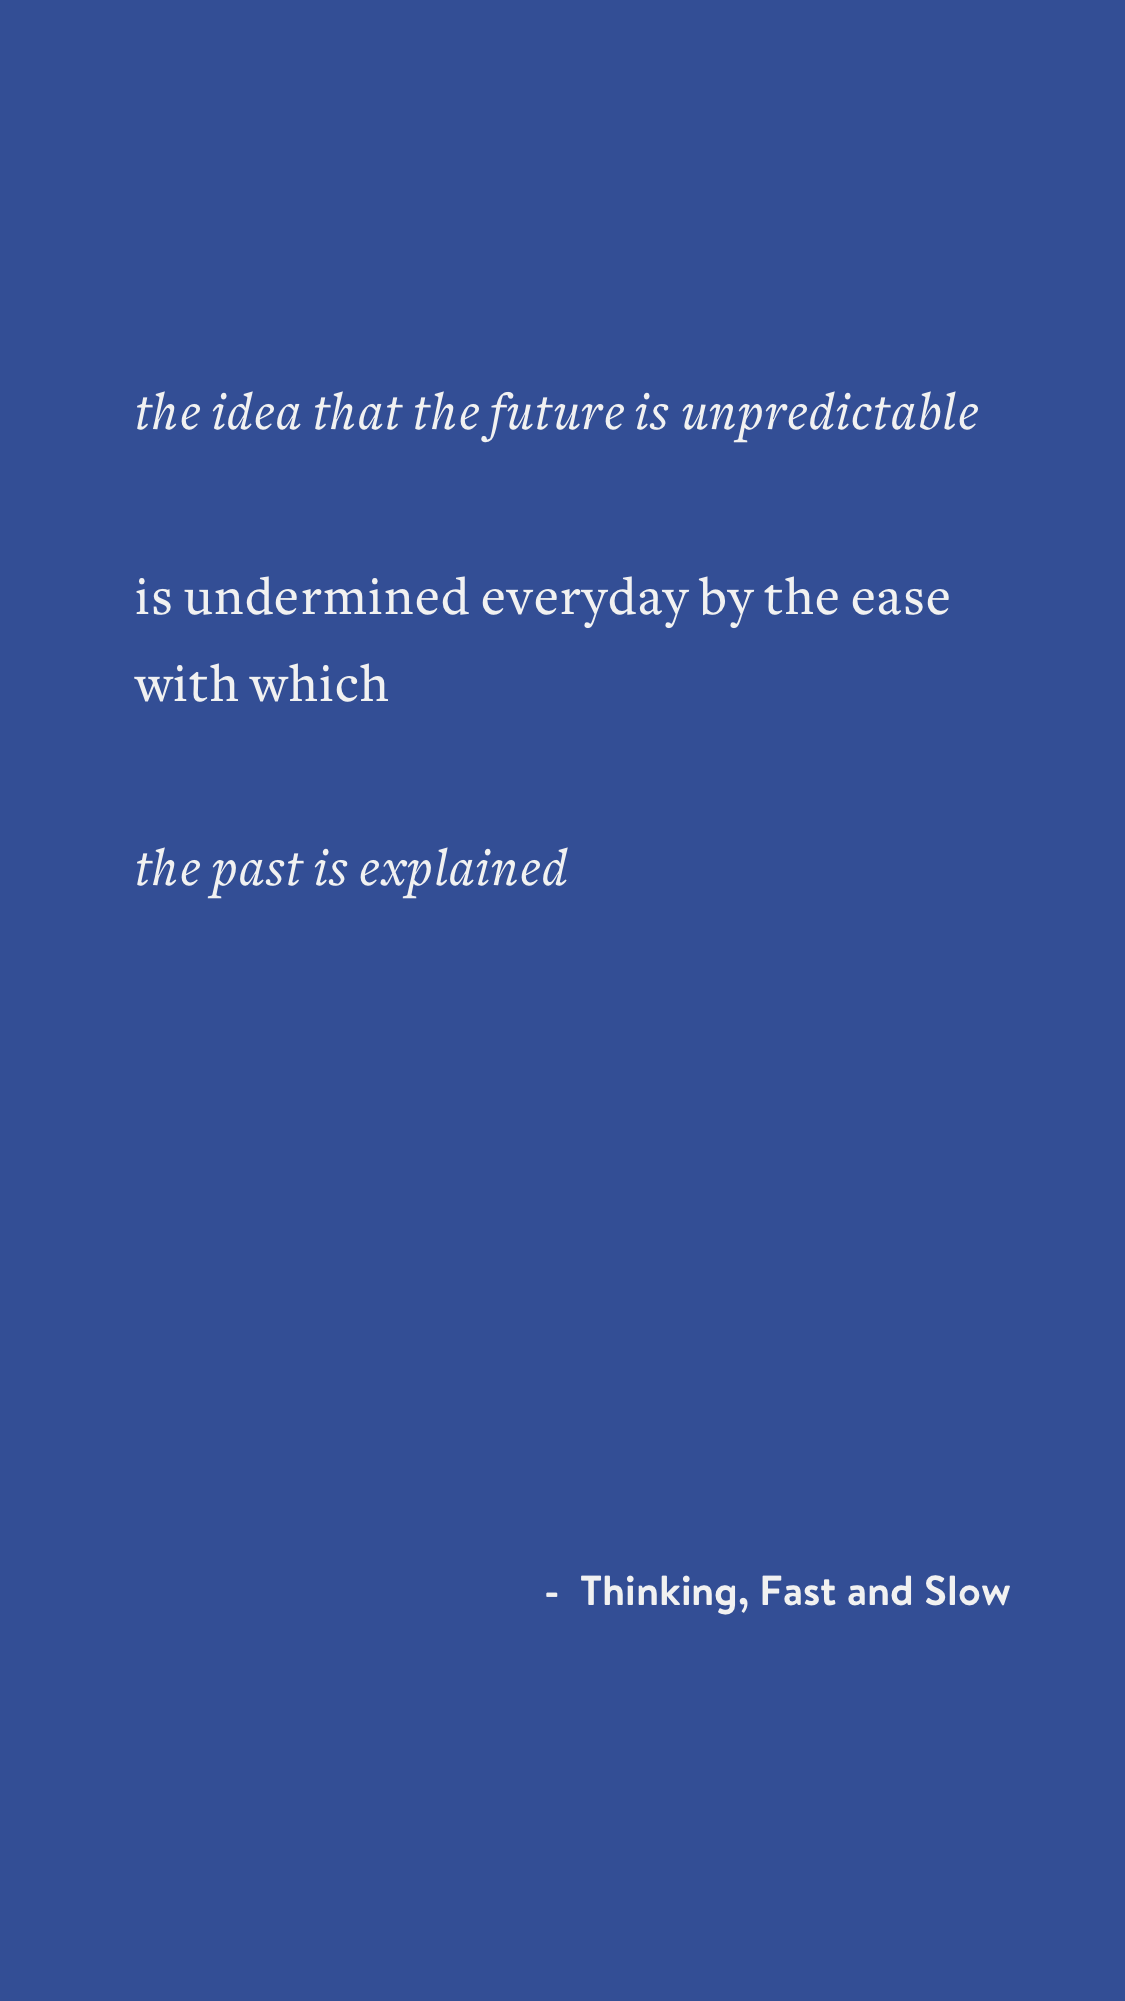 the idea that the future is unpredictable
is undermined everyday by the ease
with which
the past is explained
- Thinking, Fast and Slow